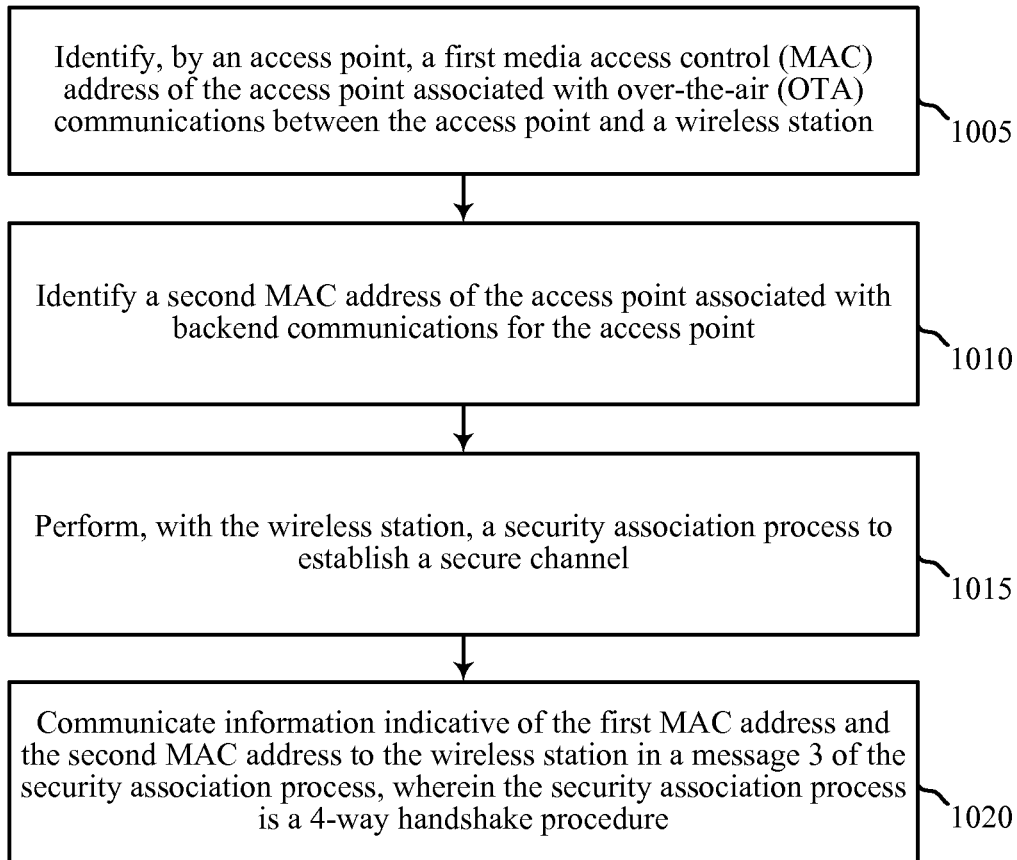 Identify, by an access point, a first media access control (MAC)
address of the access point associated with over-the-air (OTA)
communications between the access point and a wireless station
1005
Identify a second MAC address of the access point associated with
backend communications for the access point
1010
Perform, with the wireless station, a security association process to
establish a secure channel
1015
Communicate information indicative of the first MAC address and
the second MAC address to the wireless station in a message 3 of the
security association process, wherein the security association process
is a 4-way handshake procedure
1020